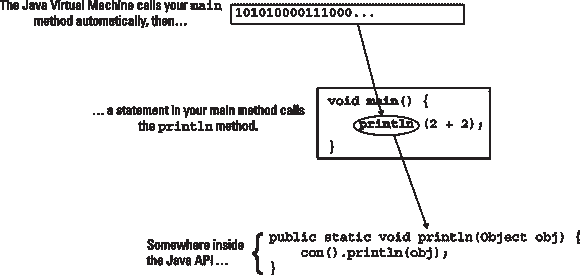 The Java Virtual Machine calls your main
method automatically, then...
101010000111000...
... a statement in your main method calls
the println method.
void main() {
println (2 + 2);
}
Somewhere inside
the Java API ...
public static void println(Object obj) {
con().println(obj);
}